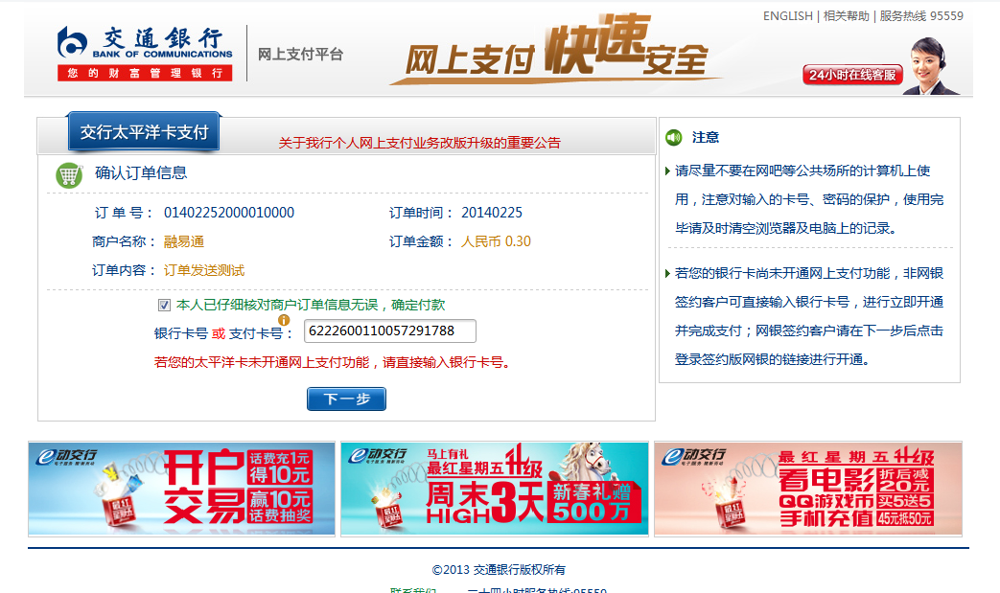 ENGLISH | 相关帮助 | 服务热线 95559
交通銀行
BANK OF COMMUNICATIONS
您的财富管理银行
网上支付平台
网上支付 快速安全
24小时在线客服
交行太平洋卡支付
关于我行个人网上支付业务改版升级的重要公告
确认订单信息
订 单 号： 01402252000010000
订单时间： 20140225
商户名称： 融易通
订单金额： 人民币 0.30
订单内容： 订单发送测试
本人已仔细核对商户订单信息无误，确定付款
银行卡号 或 支付卡号： 6222600110057291788
若您的太平洋卡未开通网上支付功能，请直接输入银行卡号。
下一步
注意
请尽量不要在网吧等公共场所的计算机上使
用，注意对输入的卡号、密码的保护，使用完
毕请及时清空浏览器及电脑上的记录。
若您的银行卡尚未开通网上支付功能，非网银
签约客户可直接输入银行卡号，进行立即开通
并完成支付；网银签约客户请在下一步后点击
登录签约版网银的链接进行开通。
e动交行
开户
话费充1元
得10元
交易
赢10元
话费抽奖
最红星期五
e动交行
马上有礼
最红星期五升级
周末
HIGH3天
新春礼赠
500万
e动交行
最红星期五升级
看电影 折后减20元
QQ游戏币 买5送5
手机充值 45元抵50元
©2013 交通银行版权所有
联系我们 二十四小时服务热线:95559